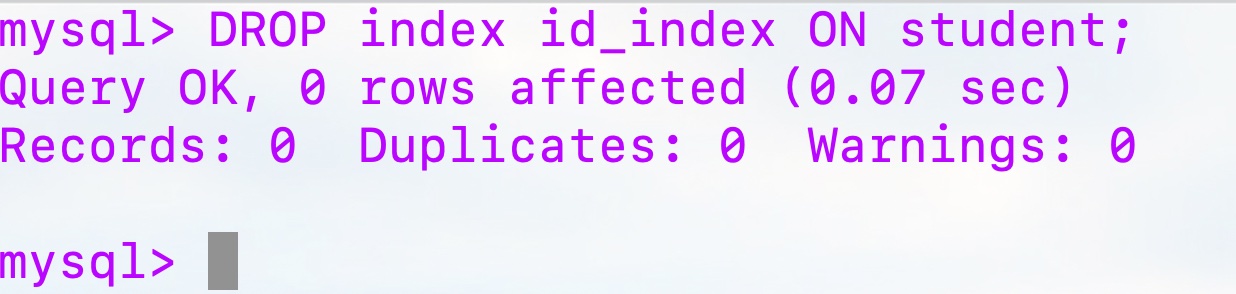 mysql> DROP index id_index ON student;
Query OK, 0 rows affected (0.07 sec)
Records: 0  Duplicates: 0  Warnings: 0
mysql>